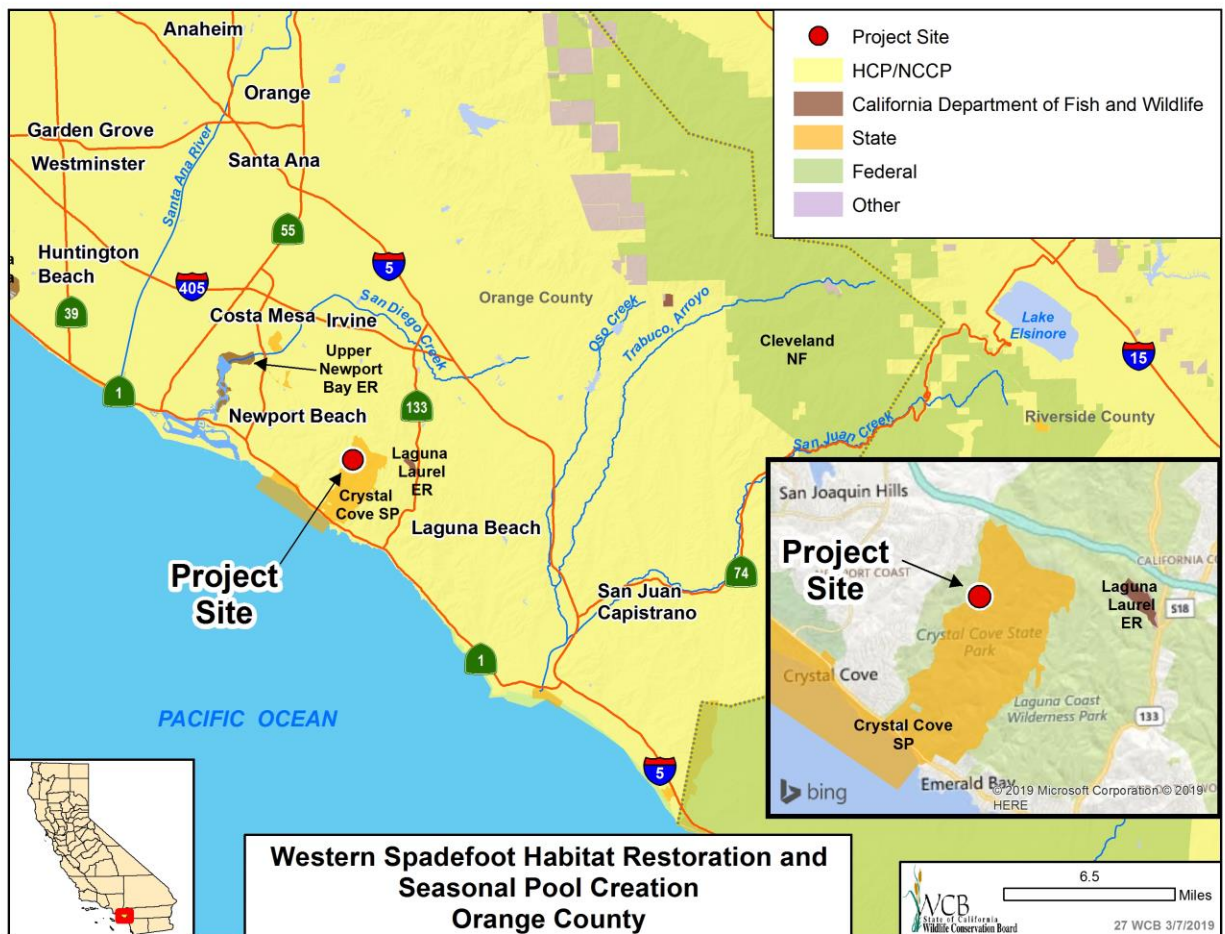 Anaheim
Orange
Garden Grove
Westminster
Santa Ana
Santa Ana River
55
5
Huntington
Beach
405
39
Costa Mesa
Irvine
San Diego
Creek
Orange County
Oso Creek
Trabuco, Arroyo
Upper
Newport
Bay ER
1
Newport Beach
133
Cleveland
NF
Lake
Elsinore
15
Riverside County
San Juan Creek
Laguna
Laurel
ER
Crystal
Cove SP
Laguna Beach
Project
Site
74
San Juan
Capistrano
1
PACIFIC OCEAN
5
Project Site
HCP/NCCP
California Department of Fish and Wildlife
State
Federal
Other
San Joaquin Hills
Project
Site
CALIFORNIA
Laguna
Laurel
ER
S18
Crystal Cove State
Park
Crystal Cove
Laguna Coast
Wilderness Park
133
Crystal Cove
SP
Emerald Bay
bing
© 2019 Microsoft Corporation © 2019
HERE
Western Spadefoot Habitat Restoration and
Seasonal Pool Creation
Orange County
WCB
State of California
Wildlife Conservation Board
6.5
Miles
27 WCB 3/7/2019